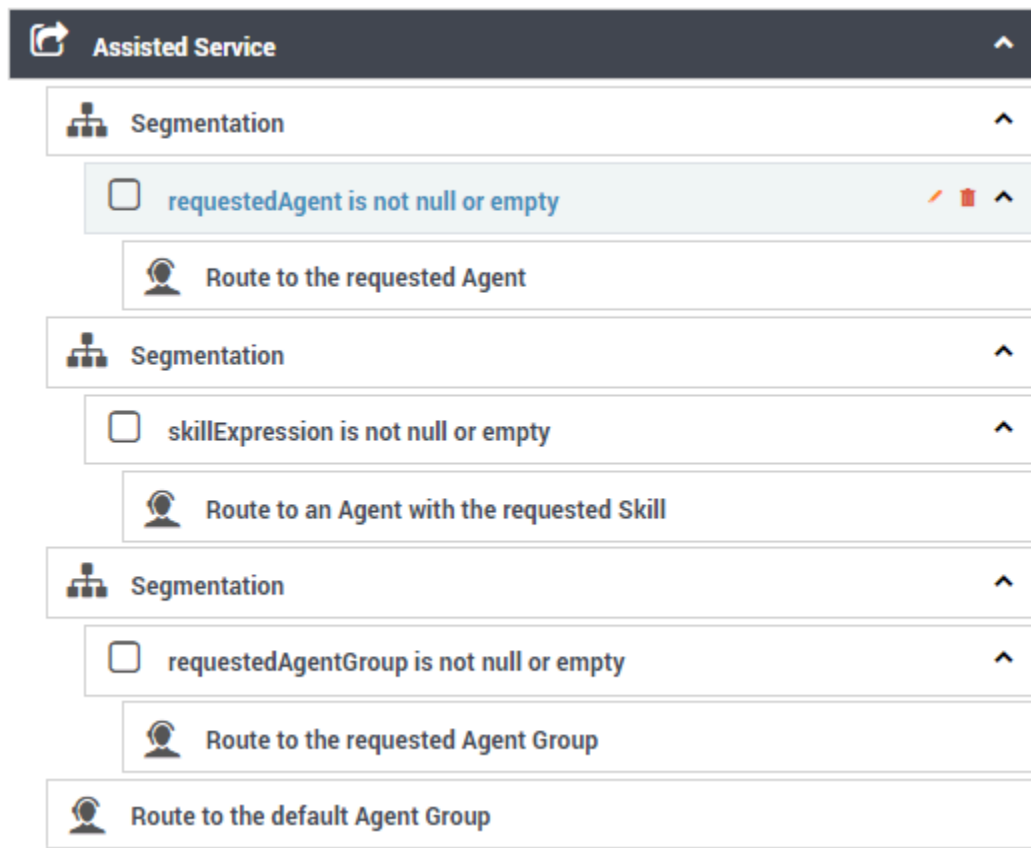 Assisted Service
Segmentation
requestedAgent is not null or empty
Route to the requested Agent
Segmentation
skillExpression is not null or empty
Route to an Agent with the requested Skill
Segmentation
requestedAgentGroup is not null or empty
Route to the requested Agent Group
Route to the default Agent Group